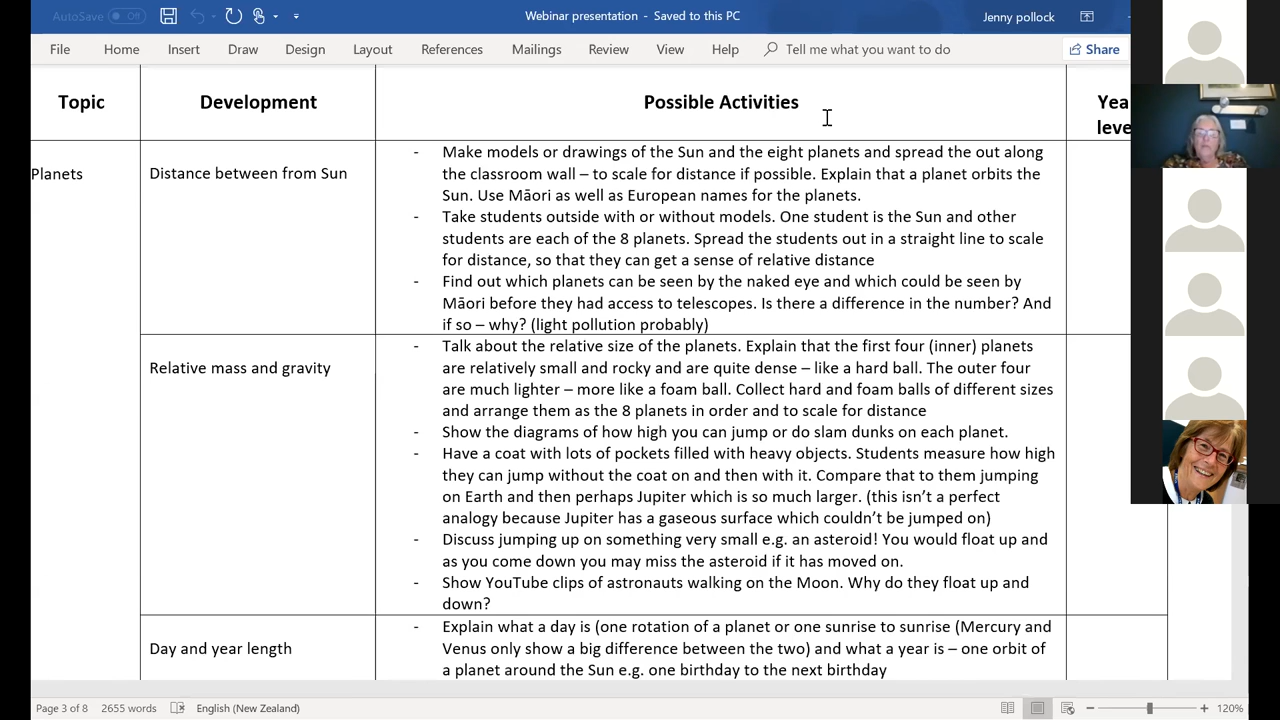 AutoSave Off
Webinar presentation - Saved to this PC
Jenny pollock
File Home Insert Draw Design Layout References Mailings Review View Help Tell me what you want to do Share
Topic Development Possible Activities Yea
leve
Planets
Distance between from Sun
- Make models or drawings of the Sun and the eight planets and spread the out along
the classroom wall – to scale for distance if possible. Explain that a planet orbits the
Sun. Use Māori as well as European names for the planets.
- Take students outside with or without models. One student is the Sun and other
students are each of the 8 planets. Spread the students out in a straight line to scale
for distance, so that they can get a sense of relative distance
- Find out which planets can be seen by the naked eye and which could be seen by
Māori before they had access to telescopes. Is there a difference in the number? And
if so – why? (light pollution probably)
Relative mass and gravity
- Talk about the relative size of the planets. Explain that the first four (inner) planets
are relatively small and rocky and are quite dense – like a hard ball. The outer four
are much lighter – more like a foam ball. Collect hard and foam balls of different sizes
and arrange them as the 8 planets in order and to scale for distance
- Show the diagrams of how high you can jump or do slam dunks on each planet.
- Have a coat with lots of pockets filled with heavy objects. Students measure how high
they can jump without the coat on and then with it. Compare that to them jumping
on Earth and then perhaps Jupiter which is so much larger. (this isn't a perfect
analogy because Jupiter has a gaseous surface which couldn't be jumped on)
- Discuss jumping up on something very small e.g. an asteroid! You would float up and
as you come down you may miss the asteroid if it has moved on.
- Show YouTube clips of astronauts walking on the Moon. Why do they float up and
down?
Day and year length
- Explain what a day is (one rotation of a planet or one sunrise to sunrise (Mercury and
Venus only show a big difference between the two) and what a year is – one orbit of
a planet around the Sun e.g. one birthday to the next birthday
Page 3 of 8 2655 words English (New Zealand) 120%